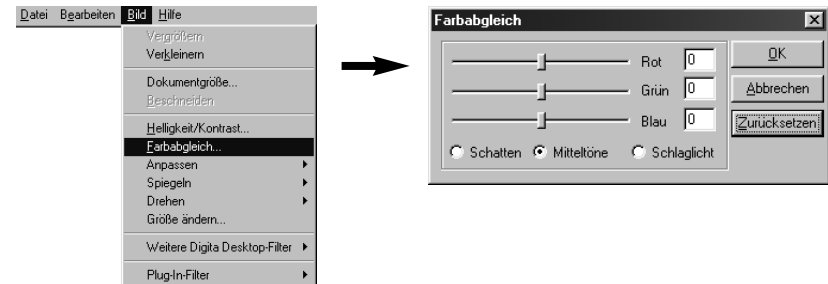 Datei Bearbeiten Bild Hilfe
Vergrößern
Verkleinern
Dokumentgröße...
Beschneiden
Helligkeit/Kontrast...
Farbabgleich...
Anpassen
Spiegeln
Drehen
Größe ändern...
Weitere Digita Desktop-Filter
Plug-In-Filter
Farbabgleich
Rot 0
Grün 0
Blau 0
Schatten Mitteltöne Schlaglicht
OK
Abbrechen
Zurücksetzen